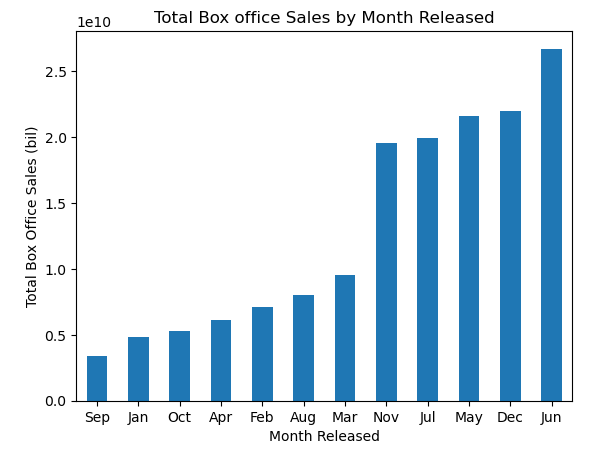 Total Box office Sales by Month Released
1e10
Total Box Office Sales (bil)
2.5
2.0
1.5
1.0
0.5
0.0
Sep Jan Oct Apr Feb Aug Mar Nov Jul May Dec Jun
Month Released